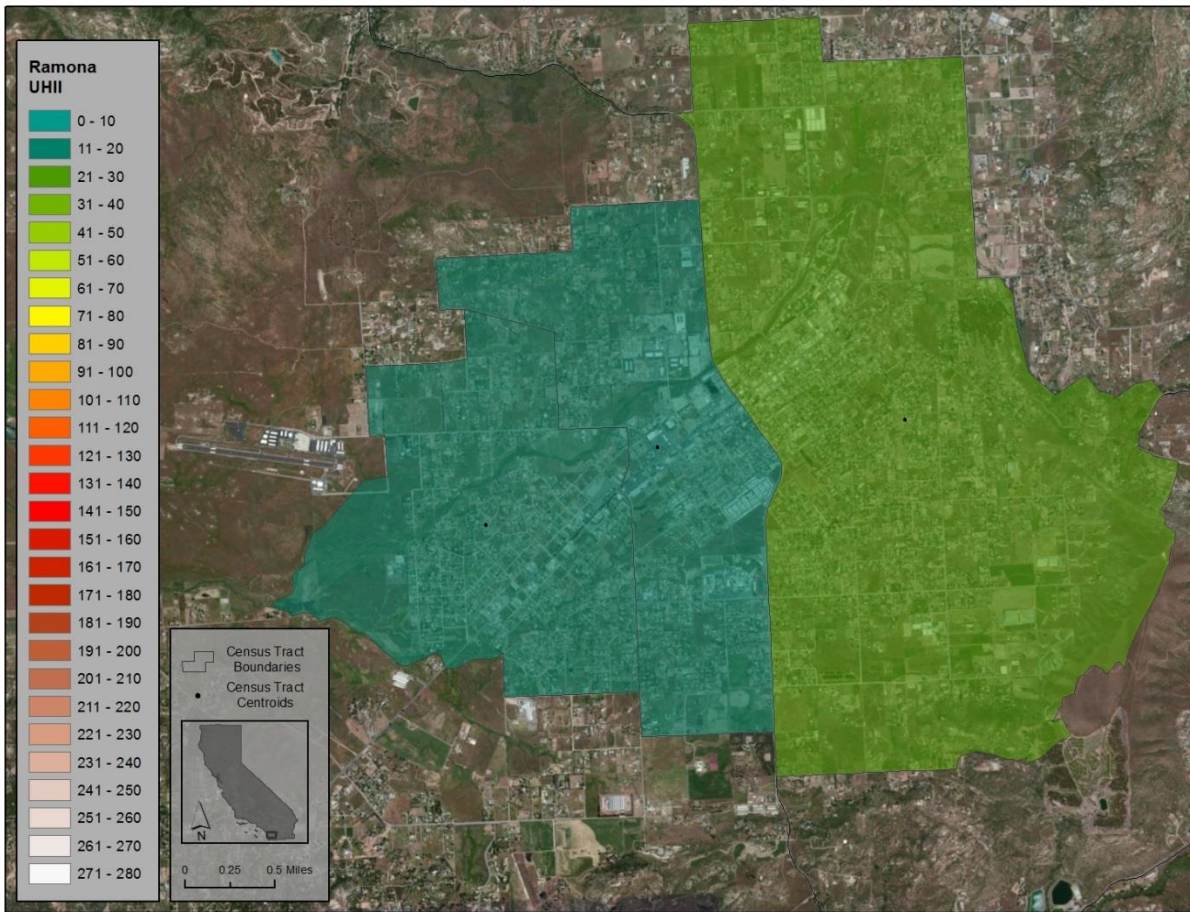 Ramona
UHII
0 - 10
11 - 20
21 - 30
31 - 40
41 - 50
51 - 60
61 - 70
71 - 80
81 - 90
91 - 100
101 - 110
111 - 120
121 - 130
131 - 140
141 - 150
151 - 160
161 - 170
171 - 180
181 - 190
191 - 200
201 - 210
211 - 220
221 - 230
231 - 240
241 - 250
251 - 260
261 - 270
271 - 280
Census Tract
Boundaries
Census Tract
Centroids
N
0 0.25 0.5 Miles